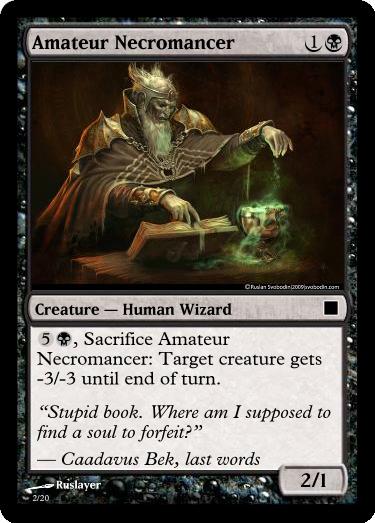 Amateur Necromancer 1
©Ruslan Svobodin|2009|svobodin.com
Creature — Human Wizard
5, Sacrifice Amateur
Necromancer: Target creature gets
-3/-3 until end of turn.
“Stupid book. Where am I supposed to
find a soul to forfeit?”
— Caadavus Bek, last words
Ruslayer
2/1
2/20